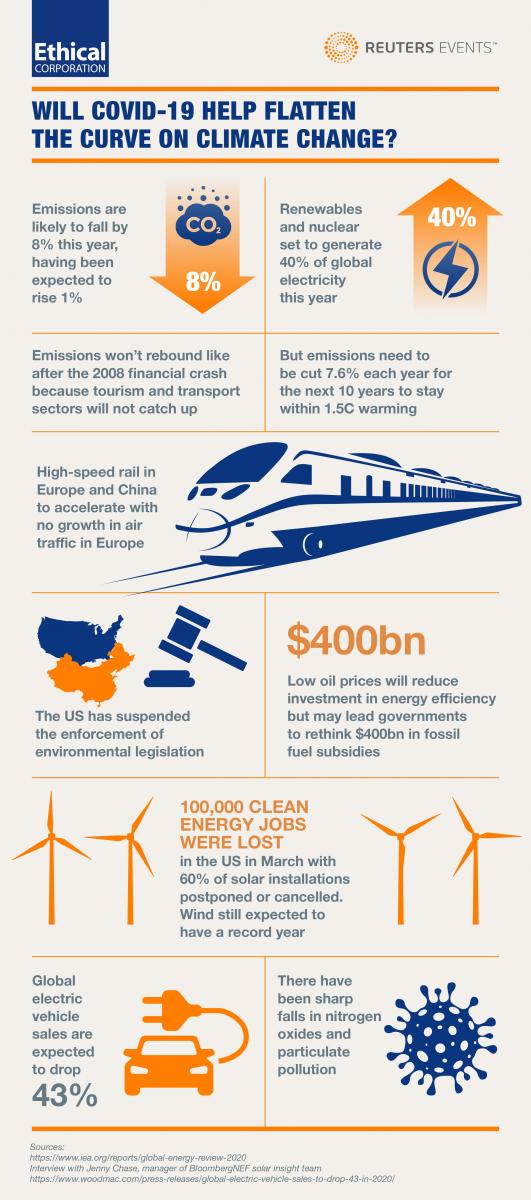 Ethical
CORPORATION
REUTERS EVENTS™
WILL COVID-19 HELP FLATTEN
THE CURVE ON CLIMATE CHANGE?
Emissions are
likely to fall by
8% this year,
having been
expected to
rise 1%
CO2
8%
Renewables
and nuclear
set to generate
40% of global
electricity
this year
40%
Emissions won't rebound like
after the 2008 financial crash
because tourism and transport
sectors will not catch up
But emissions need to
be cut 7.6% each year for
the next 10 years to stay
within 1.5C warming
High-speed rail in
Europe and China
to accelerate with
no growth in air
traffic in Europe
The US has suspended
the enforcement of
environmental legislation
$400bn
Low oil prices will reduce
investment in energy efficiency
but may lead governments
to rethink $400bn in fossil
fuel subsidies
100,000 CLEAN
ENERGY JOBS
WERE LOST
in the US in March with
60% of solar installations
postponed or cancelled.
Wind still expected to
have a record year
Global
electric
vehicle
sales are
expected
to drop
43%
There have
been sharp
falls in nitrogen
oxides and
particulate
pollution
Sources:
https://www.iea.org/reports/global-energy-review-2020
Interview with Jenny Chase, manager of BloombergNEF solar insight team
https://www.woodmac.com/press-releases/global-electric-vehicle-sales-to-drop-43-in-2020/